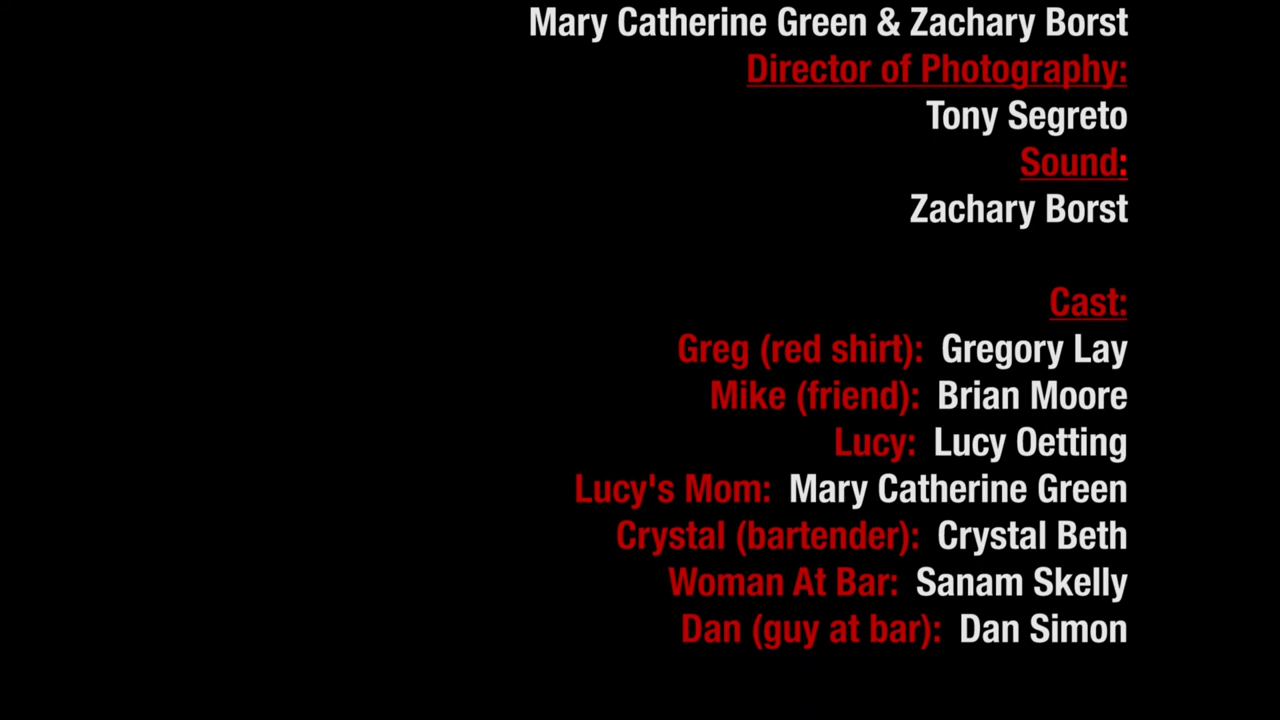 Mary Catherine Green & Zachary Borst
Director of Photography:
Tony Segreto
Sound:
Zachary Borst
Cast:
Greg (red shirt): Gregory Lay
Mike (friend): Brian Moore
Lucy: Lucy Oetting
Lucy's Mom: Mary Catherine Green
Crystal (bartender): Crystal Beth
Woman At Bar: Sanam Skelly
Dan (guy at bar): Dan Simon